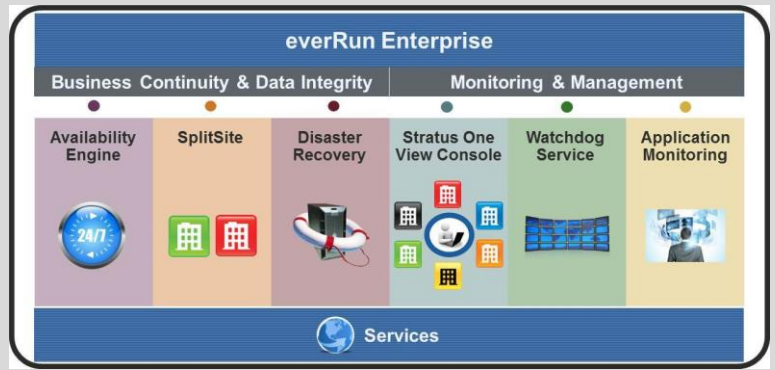 everRun Enterprise
Business Continuity & Data Integrity
Monitoring & Management
Availability
Engine
SplitSite
Disaster
Recovery
Stratus One
View Console
Watchdog
Service
Application
Monitoring
24/7
Services